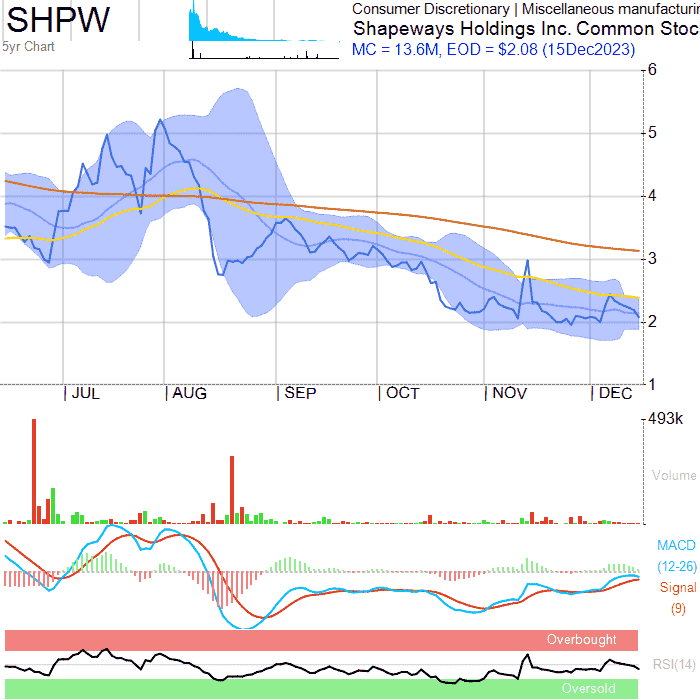 SHPW
5yr Chart
Consumer Discretionary | Miscellaneous manufacturin
Shapeways Holdings Inc. Common Stoc
MC = 13.6M, EOD = $2.08 (15Dec2023)
6
5
4
3
2
1
JUL AUG SEP OCT NOV DEC
493k
Volume
MACD
(12-26)
Signal
(9)
Overbought
RSI(14)
Oversold